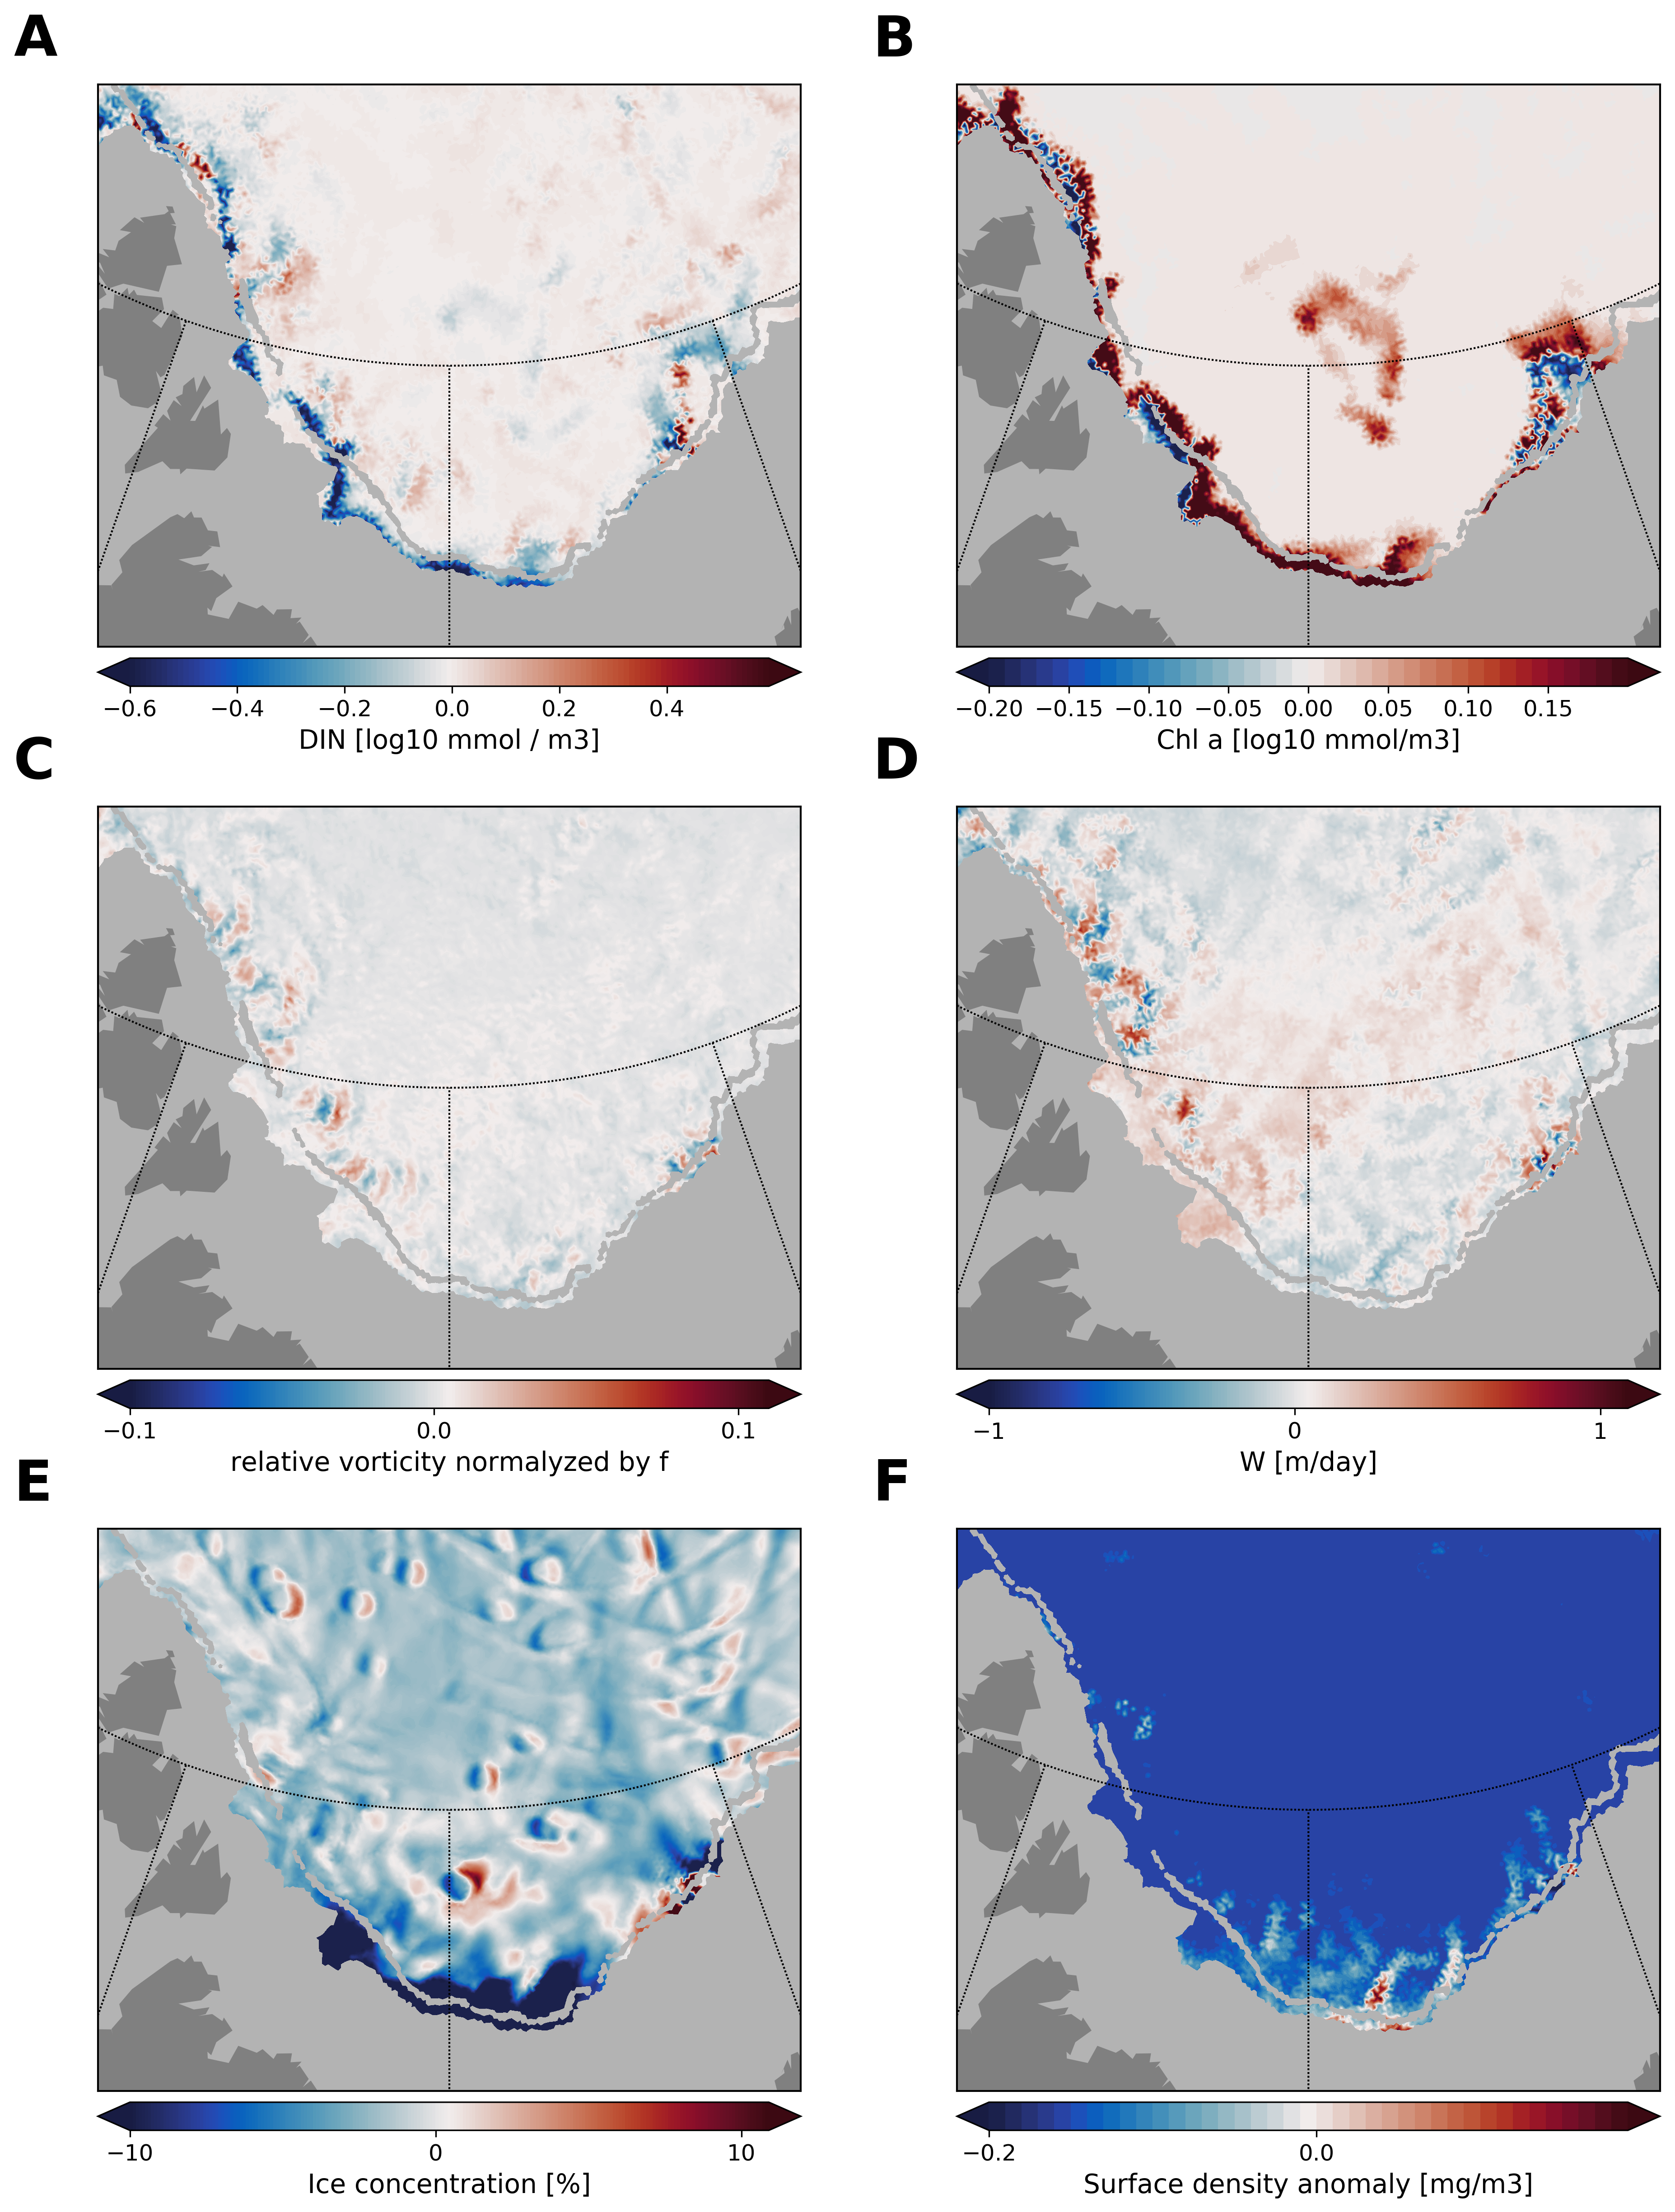 A
B
−0.6 −0.4 −0.2 0.0 0.2 0.4
DIN [log10 mmol / m3]
−0.20 −0.15 −0.10 −0.05 0.00 0.05 0.10 0.15
Chl a [log10 mmol/m3]
C
D
−0.1 0.0 0.1
relative vorticity normalyzed by f
−1 0 1
W [m/day]
E
F
−10 0 10
Ice concentration [%]
−0.2 0.0
Surface density anomaly [mg/m3]